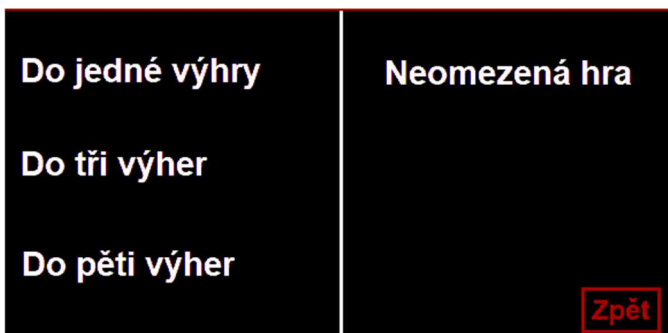 Do jedné výhry
Do tři výher
Do pěti výher
Neomezená hra
Zpět